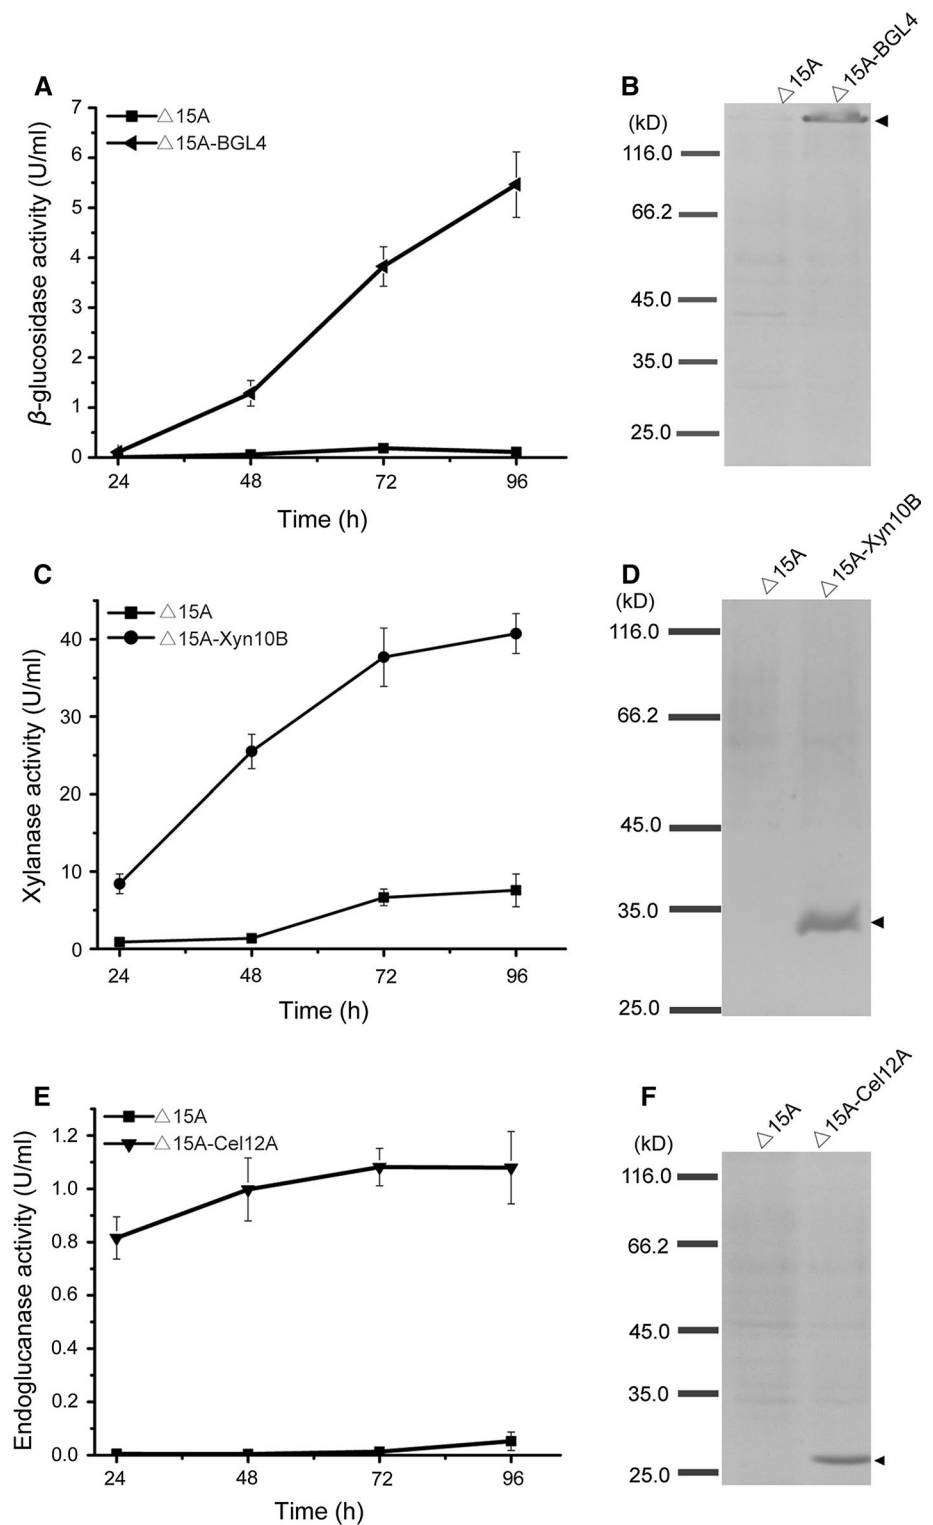 A
β-glucosidase activity (U/ml)
7
6
5
4
3
2
1
0
△15A
△15A-BGL4
24 48 72 96
Time (h)
B
△15A
△15A-BGL4
(kD)
116.0
66.2
45.0
35.0
25.0
C
Xylanase activity (U/ml)
40
30
20
10
0
△15A
△15A-Xyn10B
24 48 72 96
Time (h)
D
△15A
△15A-Xyn10B
(kD)
116.0
66.2
45.0
35.0
25.0
E
Endoglucanase activity (U/ml)
1.2
1.0
0.8
0.6
0.4
0.2
0.0
△15A
△15A-Cel12A
24 48 72 96
Time (h)
F
△15A
△15A-Cel12A
(kD)
116.0
66.2
45.0
35.0
25.0